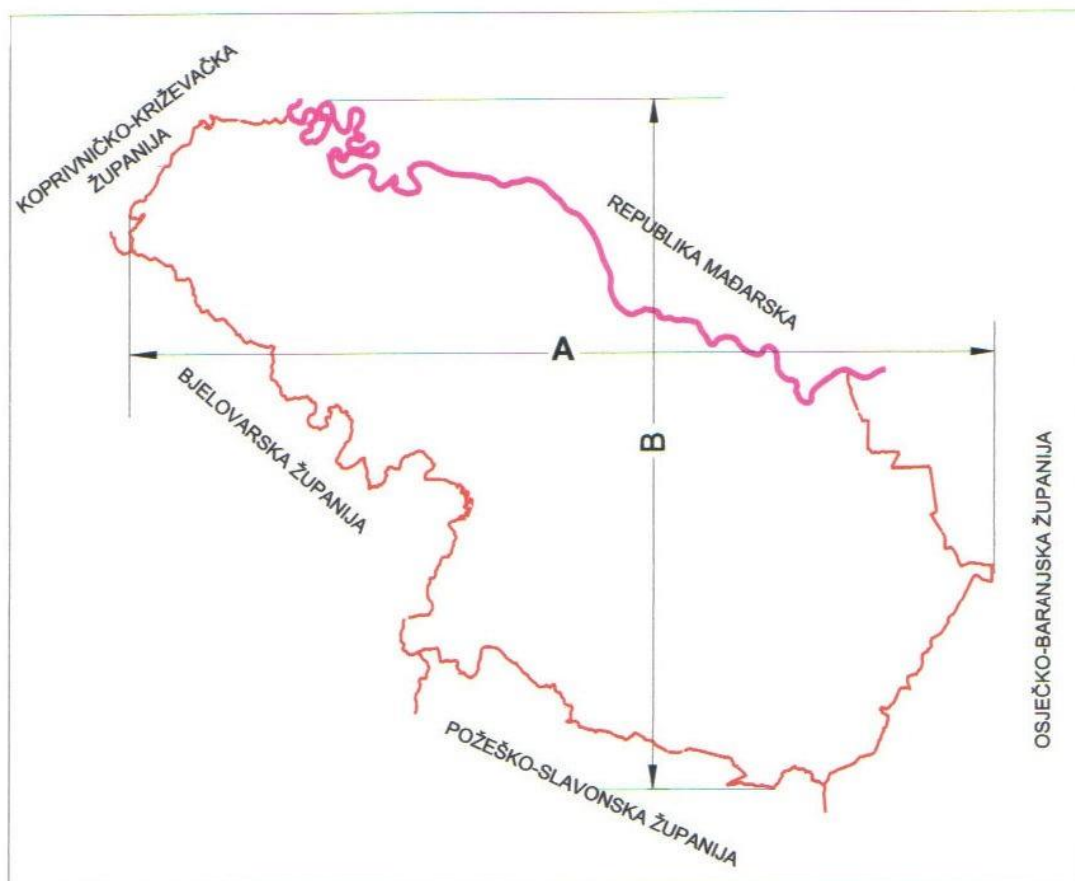 KOPRIVNIČKO-KRIŽEVAČKA
ŽUPANIJA
REPUBLIKA MAĐARSKA
A
B
BJELOVARSKA ŽUPANIJA
OSJEČKO-BARANJSKA ŽUPANIJA
POŽEŠKO-SLAVONSKA ŽUPANIJA